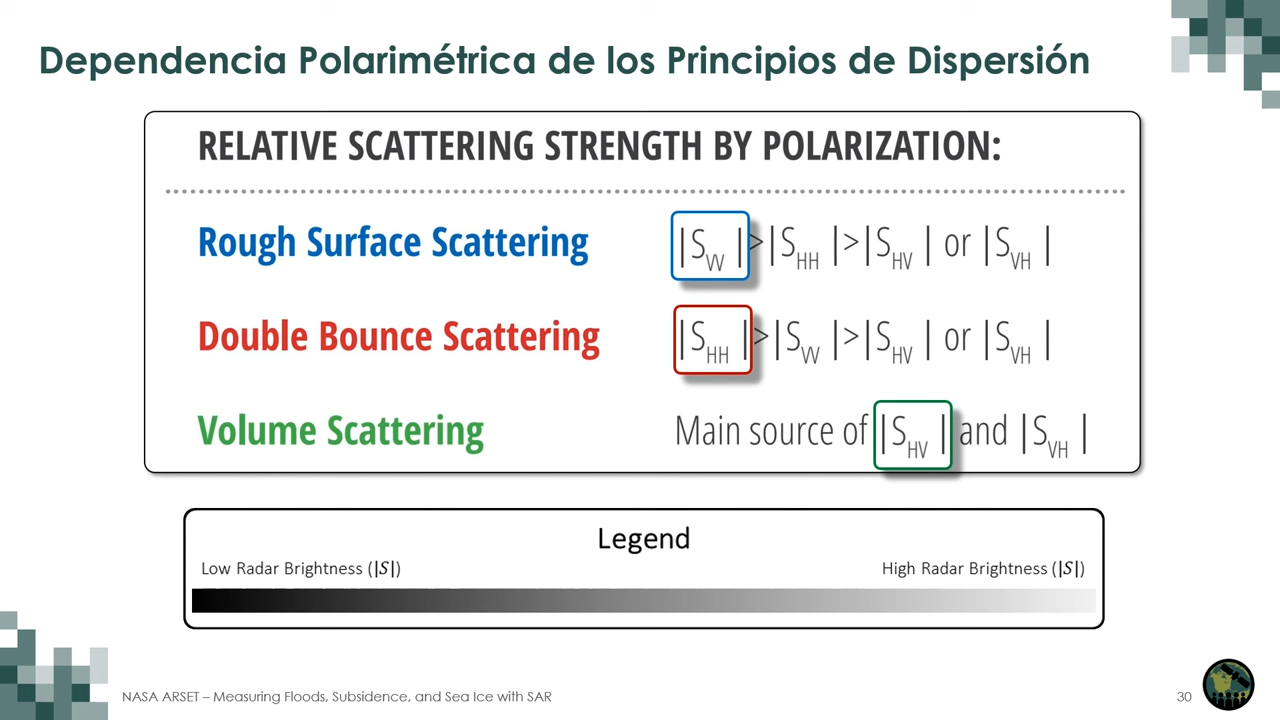 Dependencia Polarimétrica de los Principios de Dispersión
RELATIVE SCATTERING STRENGTH BY POLARIZATION:
Rough Surface Scattering |S_VV| > |S_HH| > |S_HV| or |S_VH|
Double Bounce Scattering |S_HH| > |S_VV| > |S_HV| or |S_VH|
Volume Scattering Main source of |S_HV| and |S_VH|
Legend
Low Radar Brightness (|S|) High Radar Brightness (|S|)
NASA ARSET – Measuring Floods, Subsidence, and Sea Ice with SAR 30